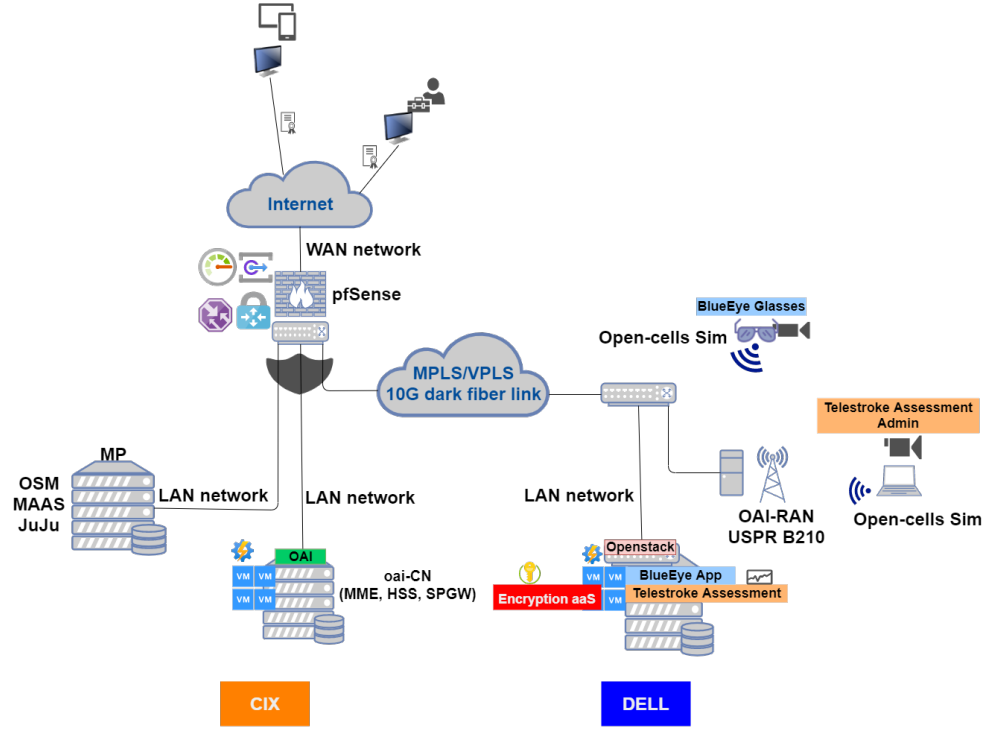 Internet
WAN network
pfSense
BlueEye Glasses
Open-cells Sim
MPLS/VPLS
10G dark fiber link
Telestroke Assessment
Admin
MP
OSM
MAAS
JuJu
LAN network
LAN network
LAN network
OAI-RAN
USPR B210
Open-cells Sim
OAI
VM
VM
VM
VM
oai-CN
(MME, HSS, SPGW)
Openstack
VM
VM
BlueEye App
Encryption aaS
Telestroke Assessment
CIX
DELL